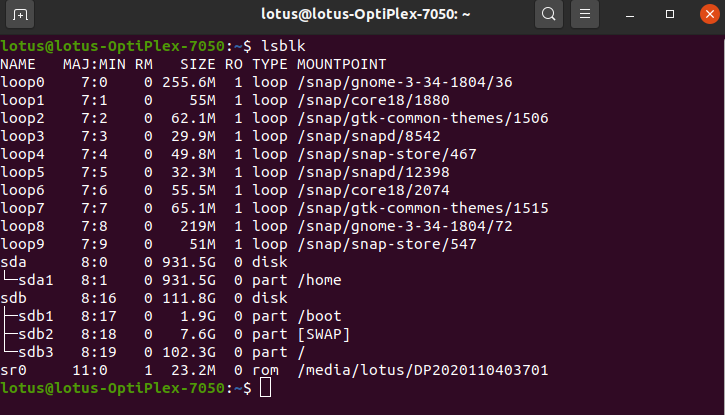 lotus@lotus-OptiPlex-7050: ~
lotus@lotus-OptiPlex-7050:~$ lsblk
NAME   MAJ:MIN RM   SIZE RO TYPE MOUNTPOINT
loop0    7:0    0 255.6M  1 loop /snap/gnome-3-34-1804/36
loop1    7:1    0    55M  1 loop /snap/core18/1880
loop2    7:2    0  62.1M  1 loop /snap/gtk-common-themes/1506
loop3    7:3    0  29.9M  1 loop /snap/snapd/8542
loop4    7:4    0  49.8M  1 loop /snap/snap-store/467
loop5    7:5    0  32.3M  1 loop /snap/snapd/12398
loop6    7:6    0  55.5M  1 loop /snap/core18/2074
loop7    7:7    0  65.1M  1 loop /snap/gtk-common-themes/1515
loop8    7:8    0   219M  1 loop /snap/gnome-3-34-1804/72
loop9    7:9    0    51M  1 loop /snap/snap-store/547
sda      8:0    0 931.5G  0 disk
└─sda1   8:1    0 931.5G  0 part /home
sdb      8:16   0 111.8G  0 disk
├─sdb1   8:17   0   1.9G  0 part /boot
├─sdb2   8:18   0   7.6G  0 part [SWAP]
└─sdb3   8:19   0 102.3G  0 part /
sr0     11:0    1  23.2M  0 rom  /media/lotus/DP2020110403701
lotus@lotus-OptiPlex-7050:~$